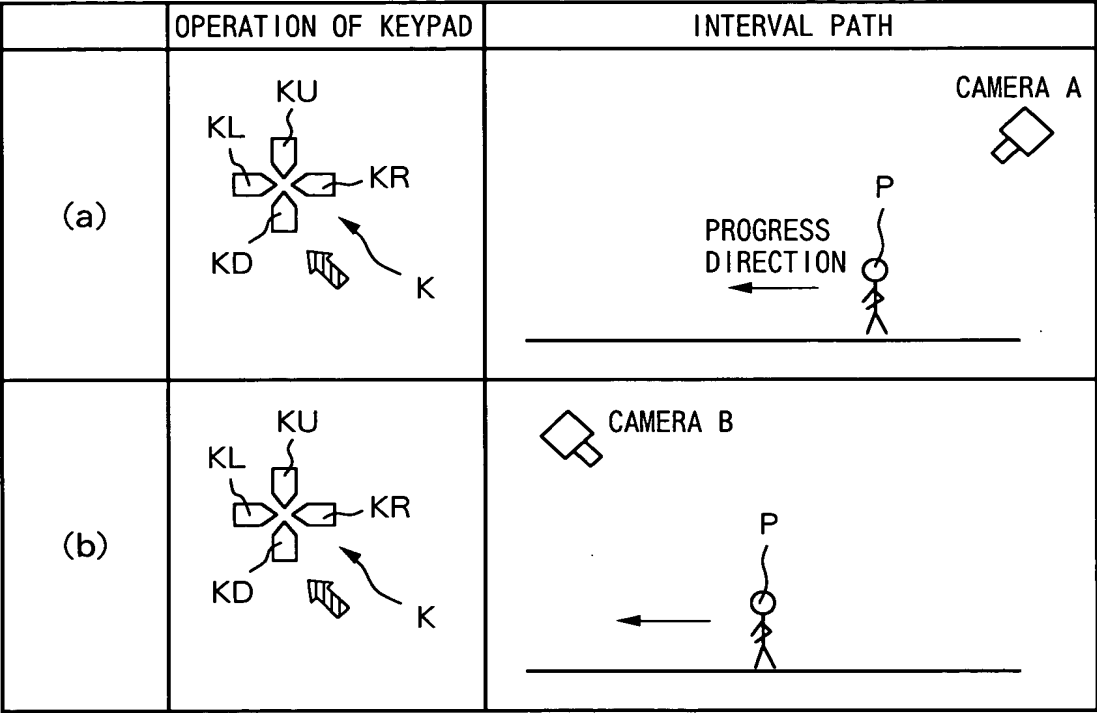 OPERATION OF KEYPAD
INTERVAL PATH
(a)
KU
KL
KR
KD
K
CAMERA A
P
PROGRESS
DIRECTION
(b)
KU
KL
KR
KD
K
CAMERA B
P